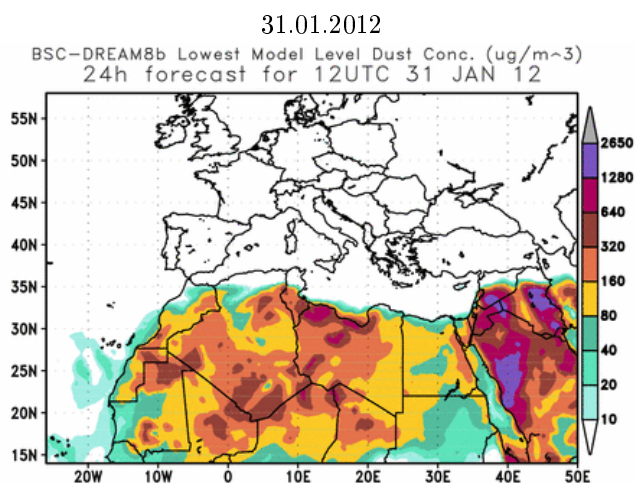 31.01.2012
BSC-DREAM8b Lowest Model Level Dust Conc. (ug/m^3)
24h forecast for 12UTC 31 JAN 12
55N
50N
45N
40N
35N
30N
25N
20N
15N
20W 10W 0 10E 20E 30E 40E 50E
2650
1280
640
320
160
80
40
20
10